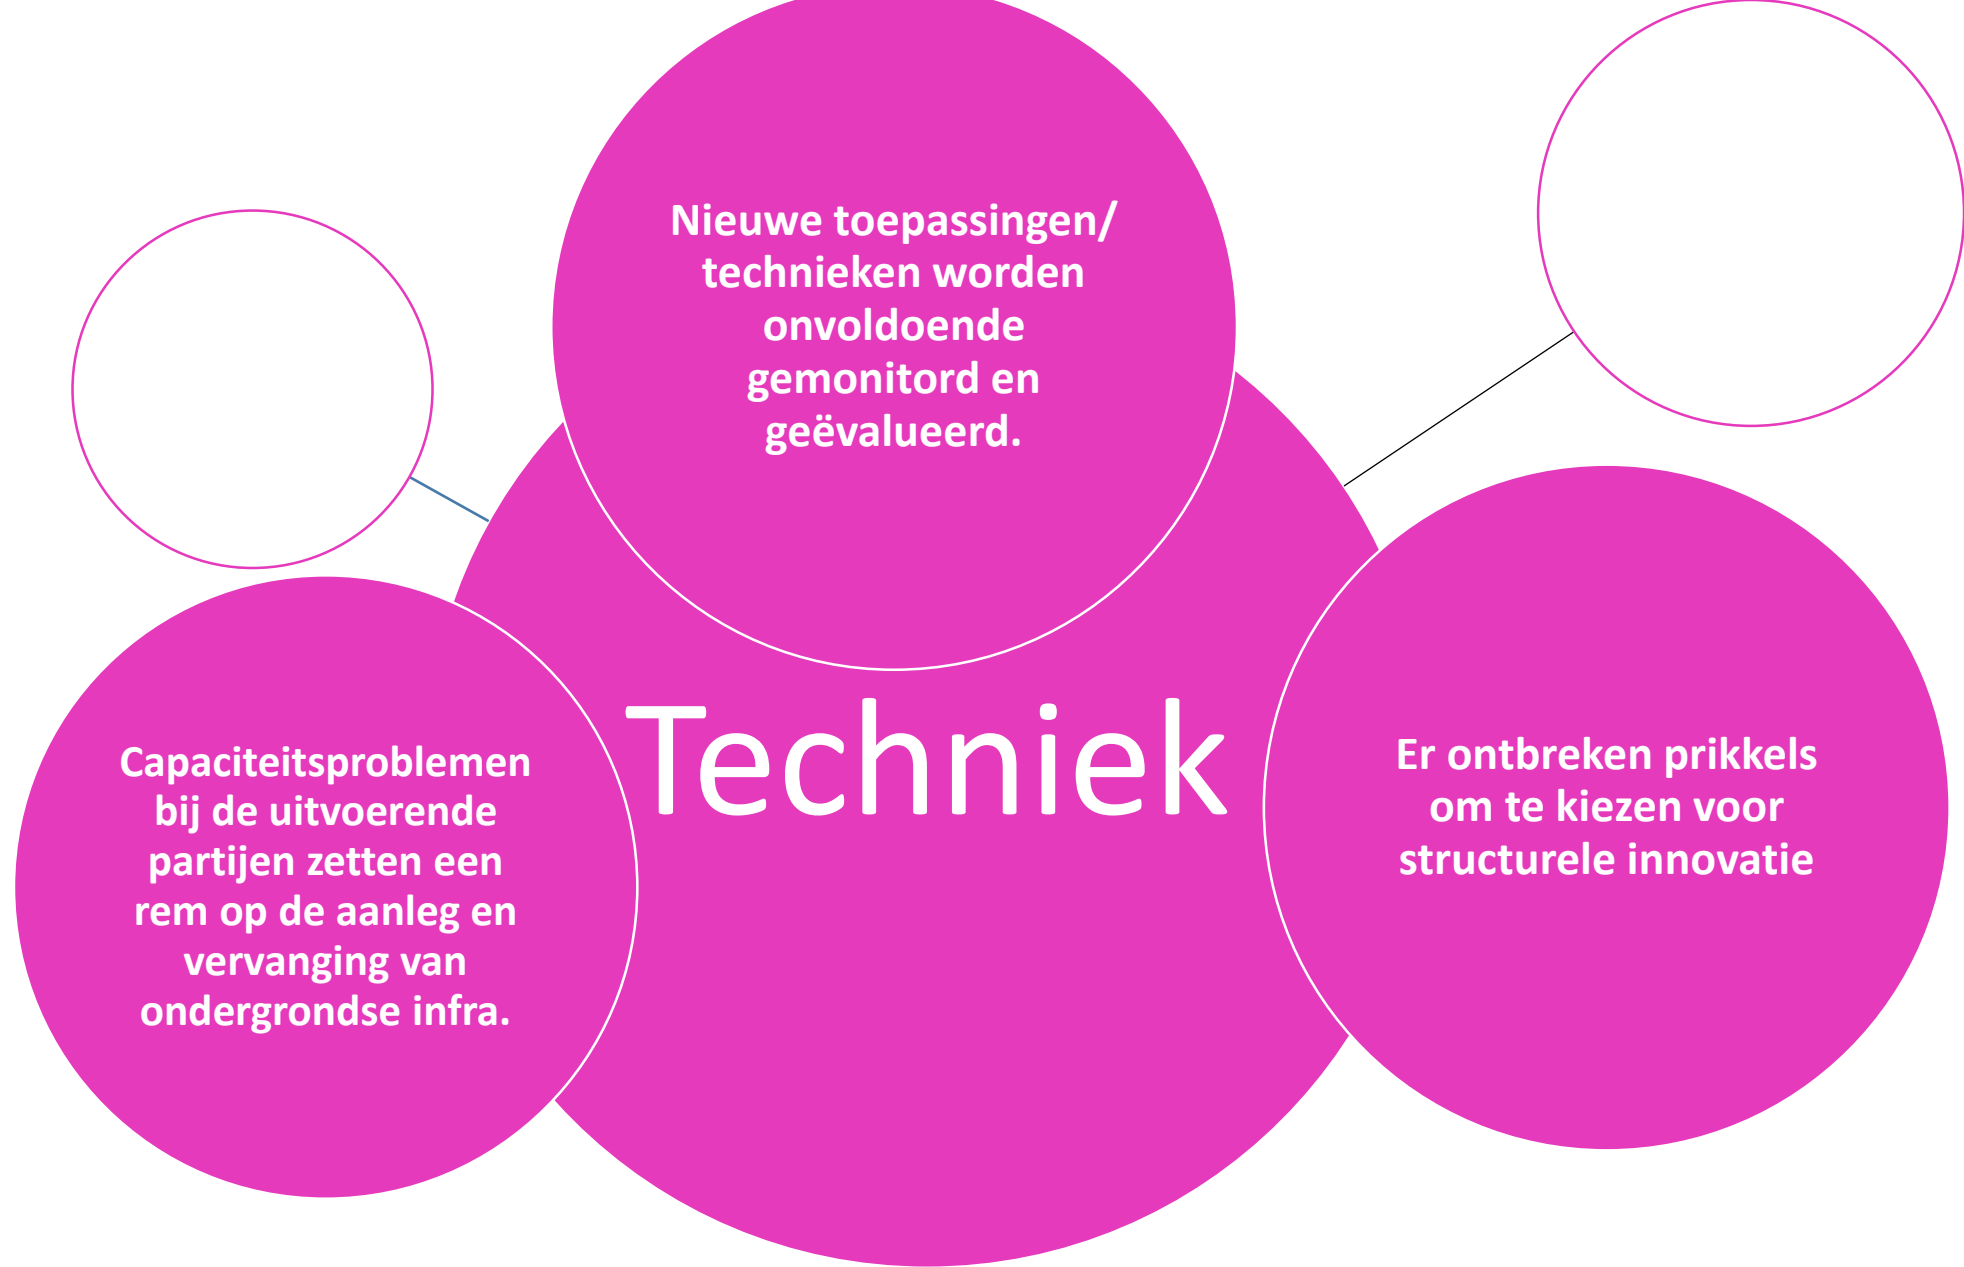 Nieuwe toepassingen/
technieken worden
onvoldoende
gemonitord en
geëvalueerd.
Techniek
Capaciteitsproblemen
bij de uitvoerende
partijen zetten een
rem op de aanleg en
vervanging van
ondergrondse infra.
Er ontbreken prikkels
om te kiezen voor
structurele innovatie